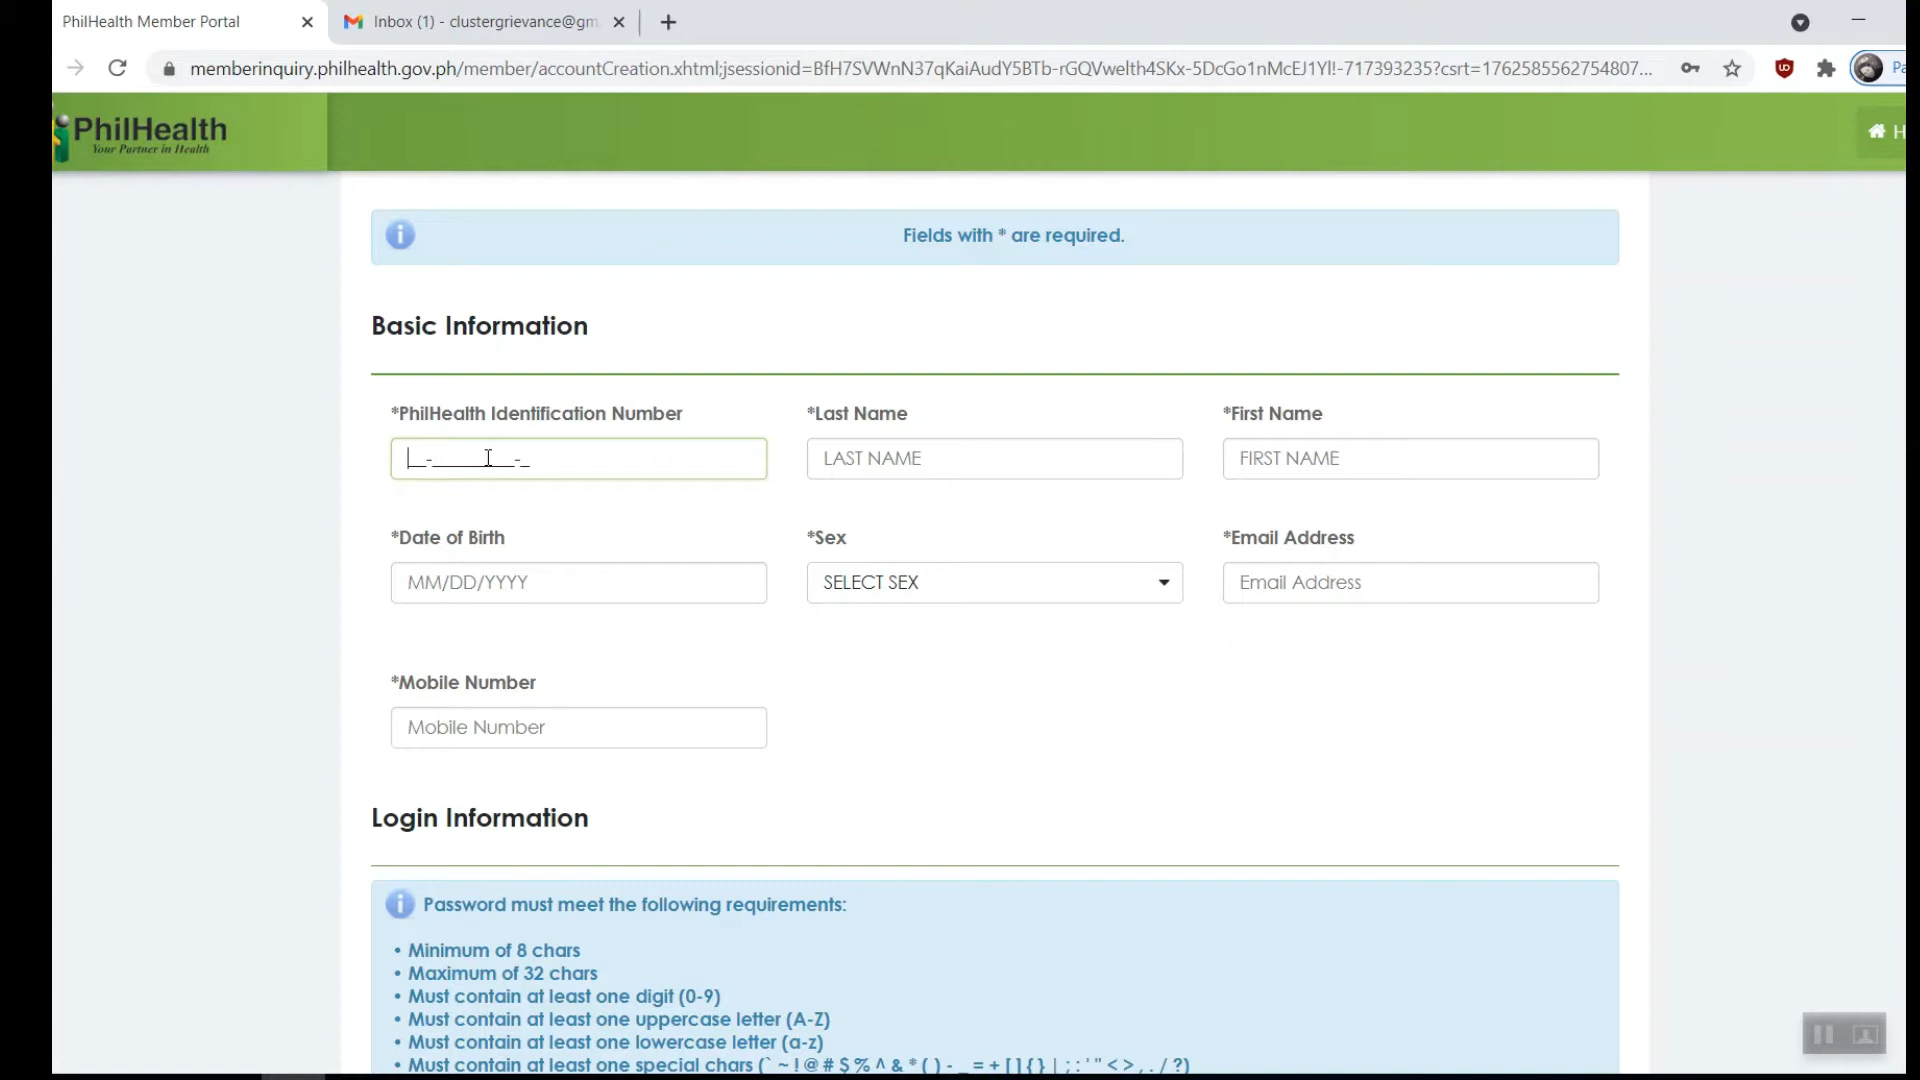 PhilHealth Member Portal
Inbox (1) - clustergrievance@gm
memberinquiry.philhealth.gov.ph/member/accountCreation.xhtml;jsessionid=BfH7SVWnN37qKaiAudY5BTb-rGQVwelth4SKx-5DcGo1nMcEJ1Yl!-717393235?csrt=1762585562754807...
Pa
PhilHealth
Your Partner in Health
H
Fields with * are required.
Basic Information
*PhilHealth Identification Number
*Last Name
*First Name
__-_________-_
LAST NAME
FIRST NAME
*Date of Birth
*Sex
*Email Address
MM/DD/YYYY
SELECT SEX
Email Address
*Mobile Number
Mobile Number
Login Information
Password must meet the following requirements:
• Minimum of 8 chars
• Maximum of 32 chars
• Must contain at least one digit (0-9)
• Must contain at least one uppercase letter (A-Z)
• Must contain at least one lowercase letter (a-z)
• Must contain at least one special chars (` ~ ! @ # $ % ^ & * ( ) - _ = + [ ] { } | ; : ' " < > , . / ?)